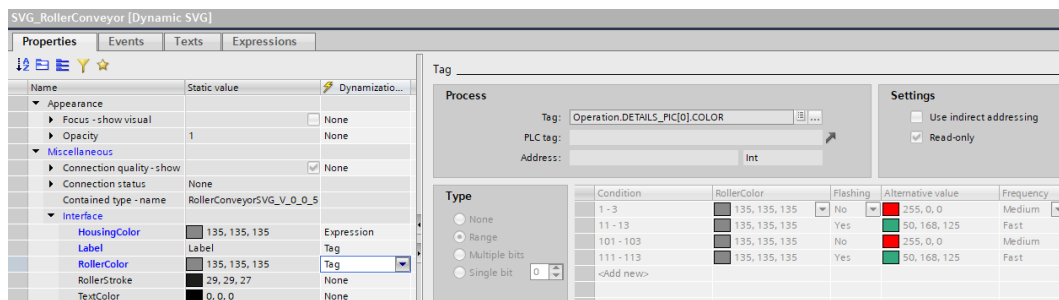 SVG_RollerConveyor [Dynamic SVG]
Properties Events Texts Expressions
Name Static value Dynamizatio...
Appearance
Focus - show visual None
Opacity 1 None
Miscellaneous
Connection quality - show None
Connection status None
Contained type - name RollerConveyorSVG_V_0_0_5
Interface
HousingColor 135, 135, 135 Expression
Label Label Tag
RollerColor 135, 135, 135 Tag
RollerStroke 29, 29, 27 None
TextColor 0, 0, 0 None
Tag
Process
Tag: Operation.DETAILS_PIC[0].COLOR ...
PLC tag:
Address: Int
Settings
Use indirect addressing
Read-only
Type
None
Range
Multiple bits
Single bit 0
Condition RollerColor Flashing Alternative value Frequency
1 - 3 135, 135, 135 No 255, 0, 0 Medium
11 - 13 135, 135, 135 Yes 50, 168, 125 Fast
101 - 103 135, 135, 135 No 255, 0, 0 Medium
111 - 113 135, 135, 135 Yes 50, 168, 125 Fast
<Add new>